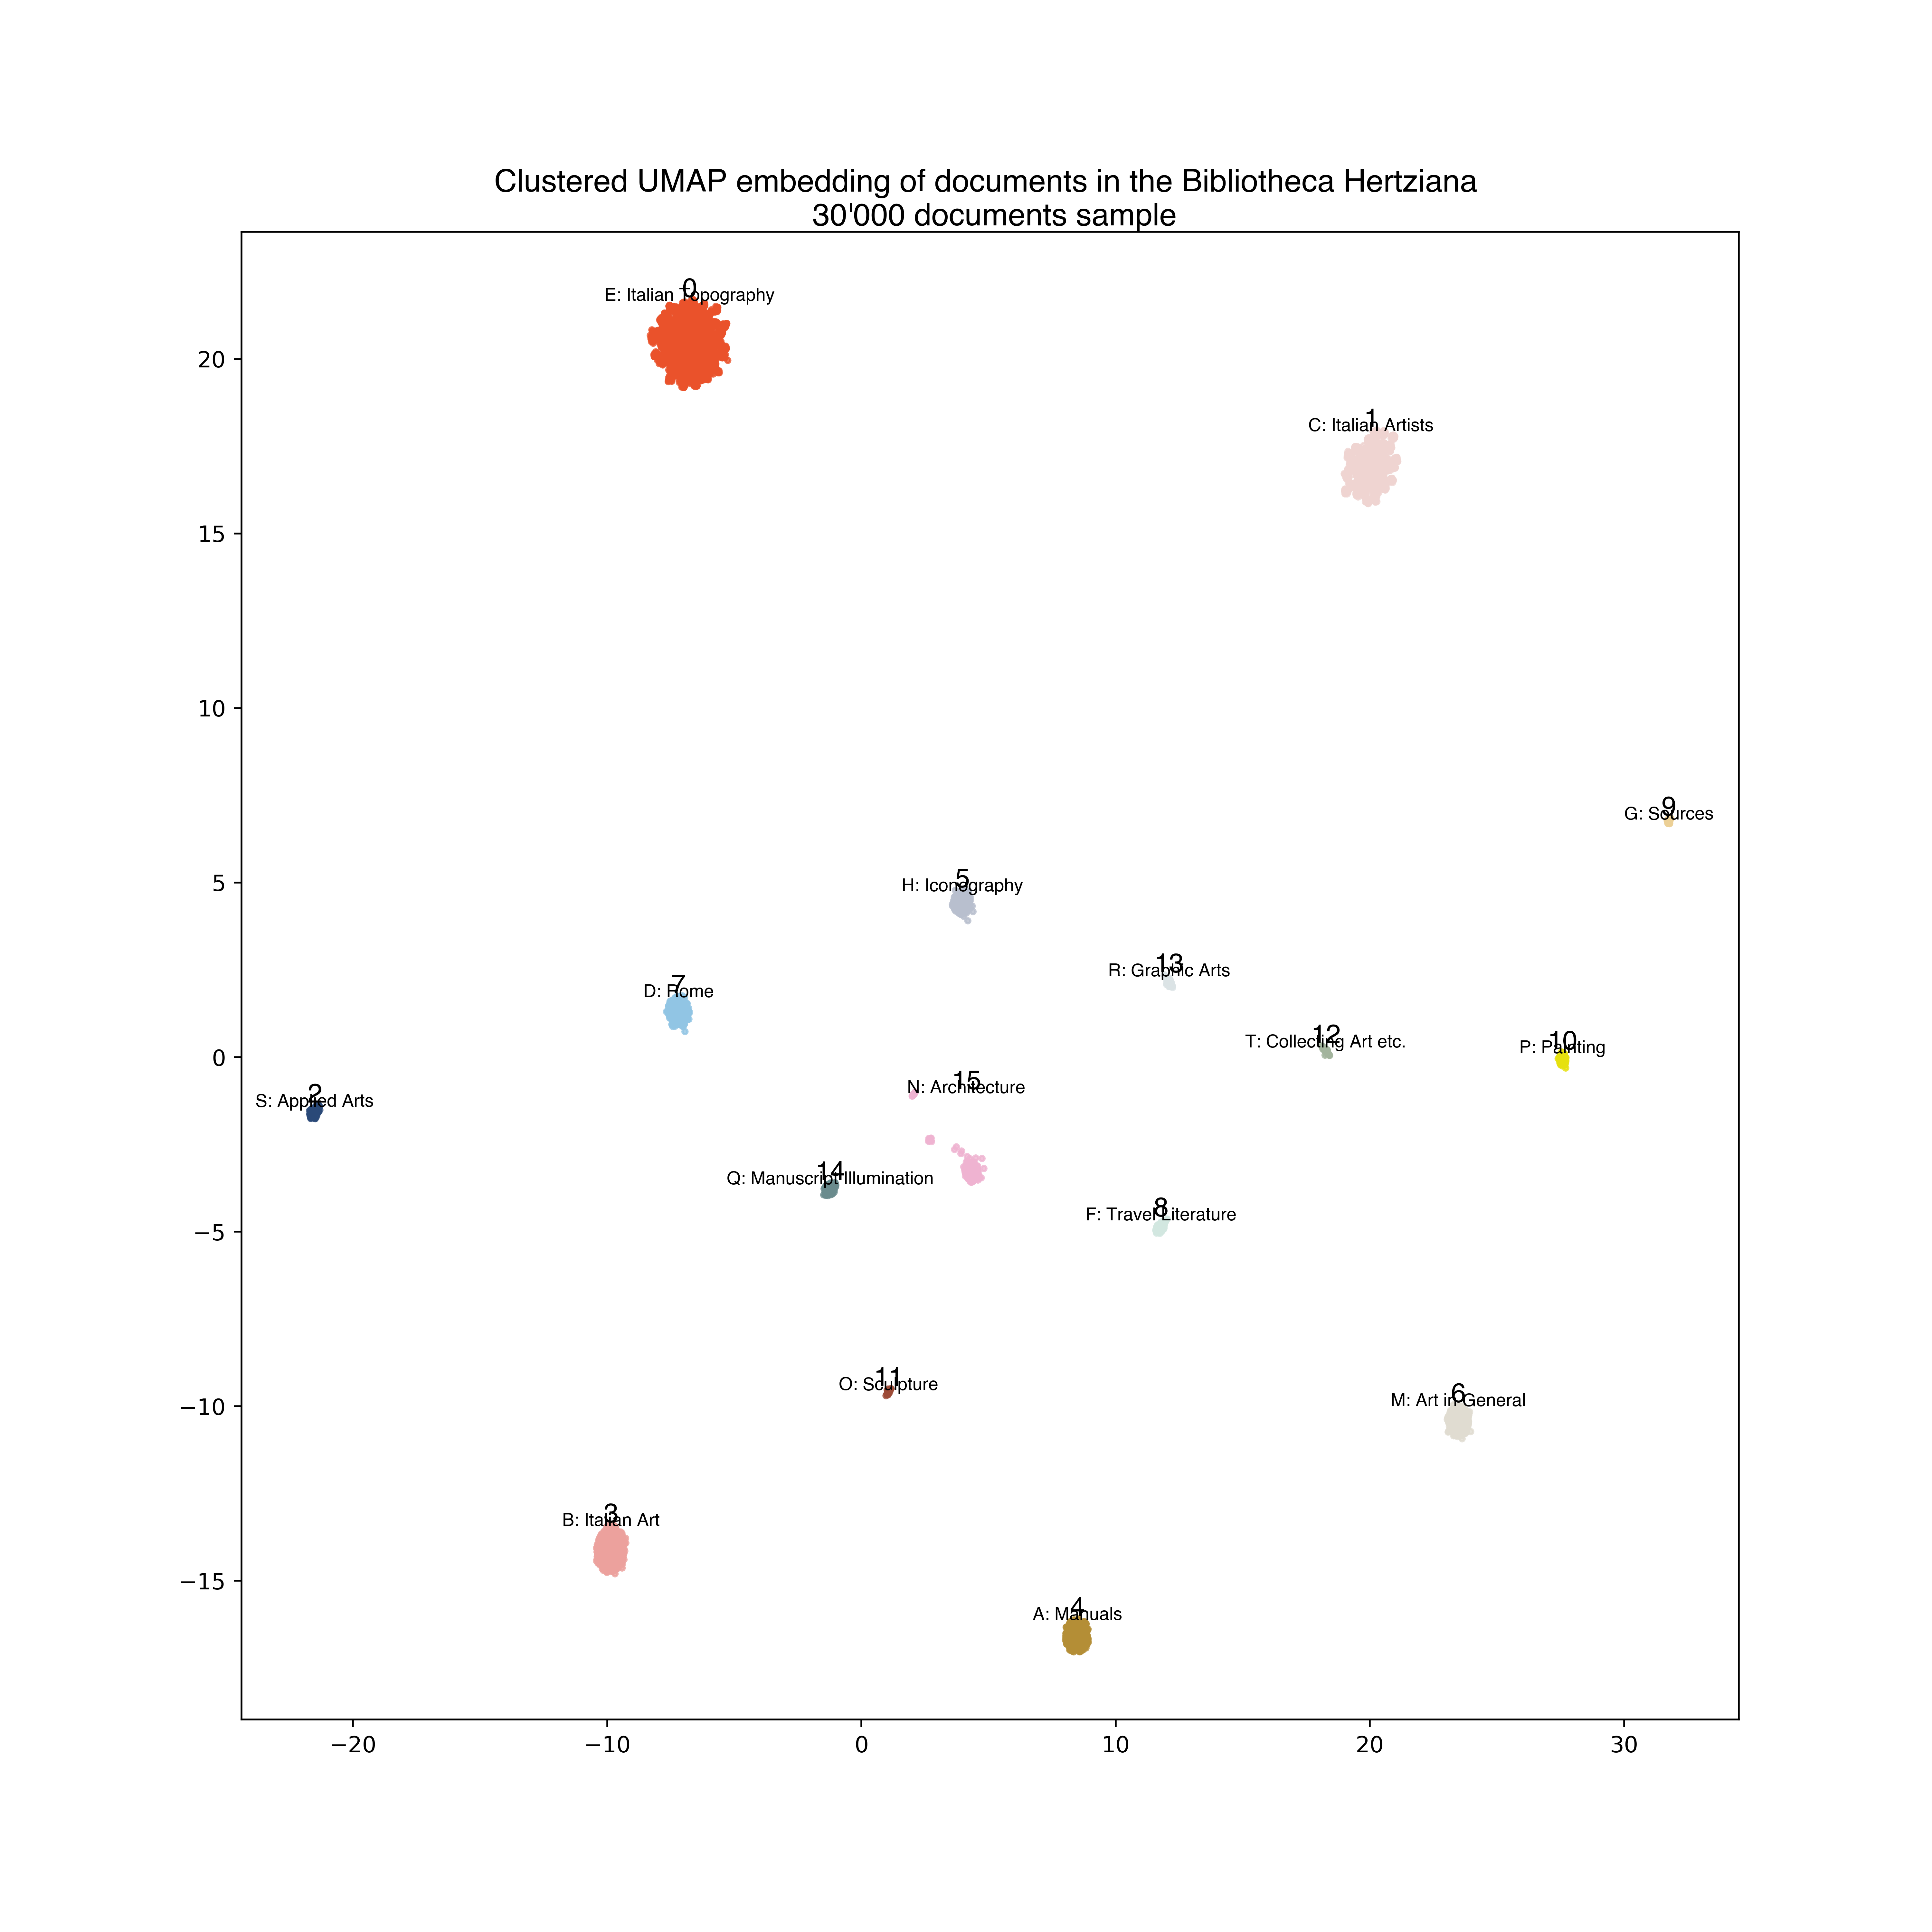 Clustered UMAP embedding of documents in the Bibliotheca Hertziana
30'000 documents sample
0
E: Italian Topography
20
1
C: Italian Artists
15
10
9
G: Sources
5
H: Iconography
5
13
R: Graphic Arts
7
D: Rome
12
T: Collecting Art etc.
10
P: Painting
0
15
N: Architecture
2
S: Applied Arts
14
Q: Manuscript Illumination
8
F: Travel Literature
−5
11
O: Sculpture
6
M: Art in General
−10
3
B: Italian Art
−15
4
A: Manuals
−20 −10 0 10 20 30